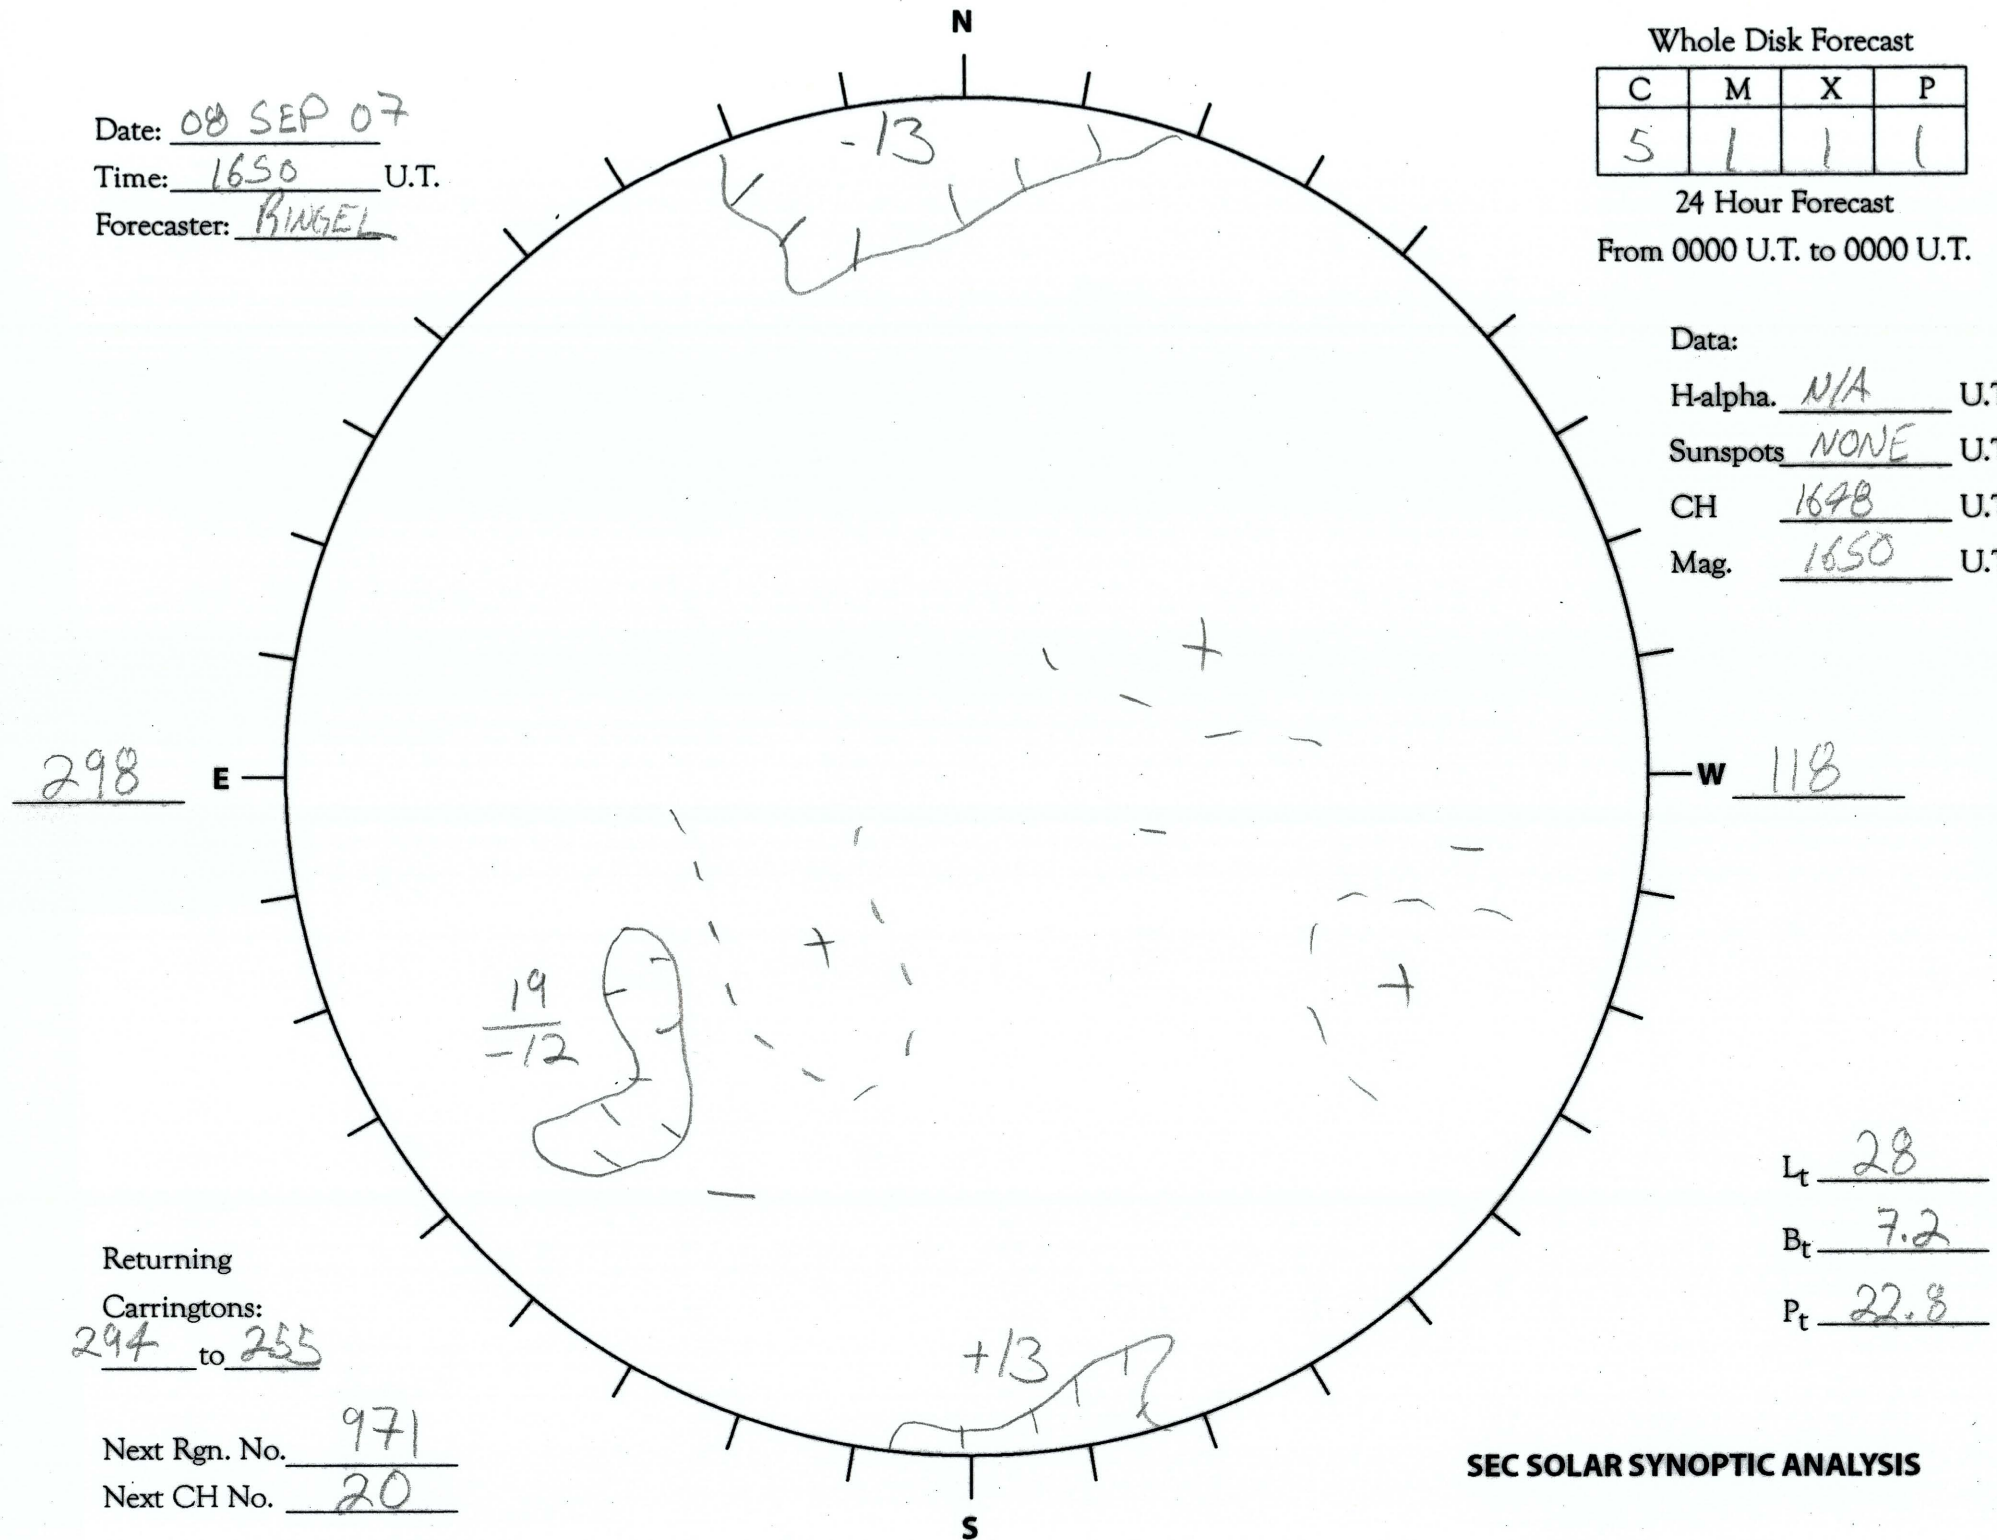 N
Whole Disk Forecast
C M X P
5 1 1 1
24 Hour Forecast
From 0000 U.T. to 0000 U.T.
Date: 08 SEP 07
Time: 1650 U.T.
Forecaster: RINGEL
-13
Data:
H-alpha. N/A U.T
Sunspots NONE U.T
CH 1648 U.T
Mag. 1650 U.T
+
298 E
W 118
+
+
19
-12
Lt 28
Bt 7.2
Pt 22.8
Returning
Carringtons:
294 to 255
+13
Next Rgn. No. 971
Next CH No. 20
SEC SOLAR SYNOPTIC ANALYSIS
S